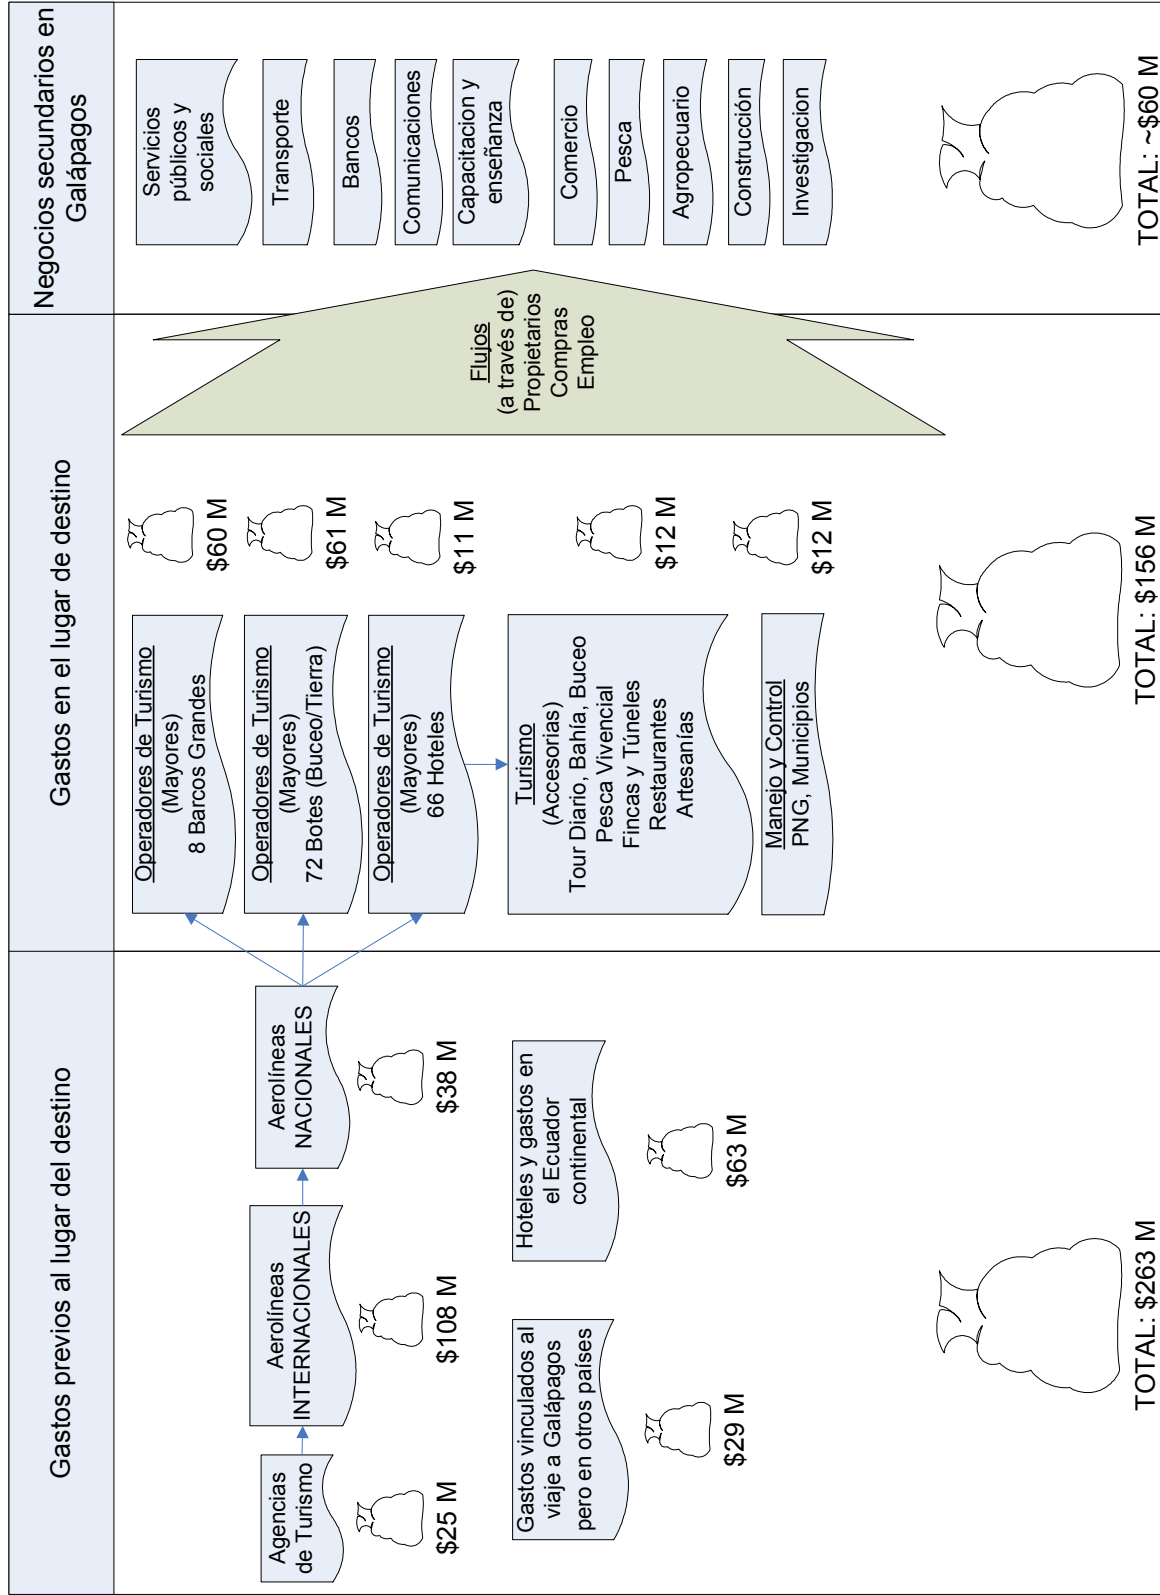 Gastos previos al lugar del destino
Agencias
de Turismo
$25 M
Aerolíneas
INTERNACIONALES
$108 M
Aerolíneas
NACIONALES
$38 M
Gastos vinculados al
viaje a Galápagos
pero en otros países
$29 M
Hoteles y gastos en
el Ecuador
continental
$63 M
TOTAL: $263 M
Gastos en el lugar de destino
Operadores de Turismo
(Mayores)
8 Barcos Grandes
$60 M
Operadores de Turismo
(Mayores)
72 Botes (Buceo/Tierra)
$61 M
Operadores de Turismo
(Mayores)
66 Hoteles
$11 M
Turismo
(Accesorías)
Tour Diario, Bahía, Buceo
Pesca Vivencial
Fincas y Túneles
Restaurantes
Artesanías
$12 M
Manejo y Control
PNG, Municipios
$12 M
TOTAL: $156 M
Flujos
(a través de)
Propietarios
Compras
Empleo
Negocios secundarios en
Galápagos
Servicios
públicos y
sociales
Transporte
Bancos
Comunicaciones
Capacitacion y
enseñanza
Comercio
Pesca
Agropecuario
Construcción
Investigacion
TOTAL: ~$60 M